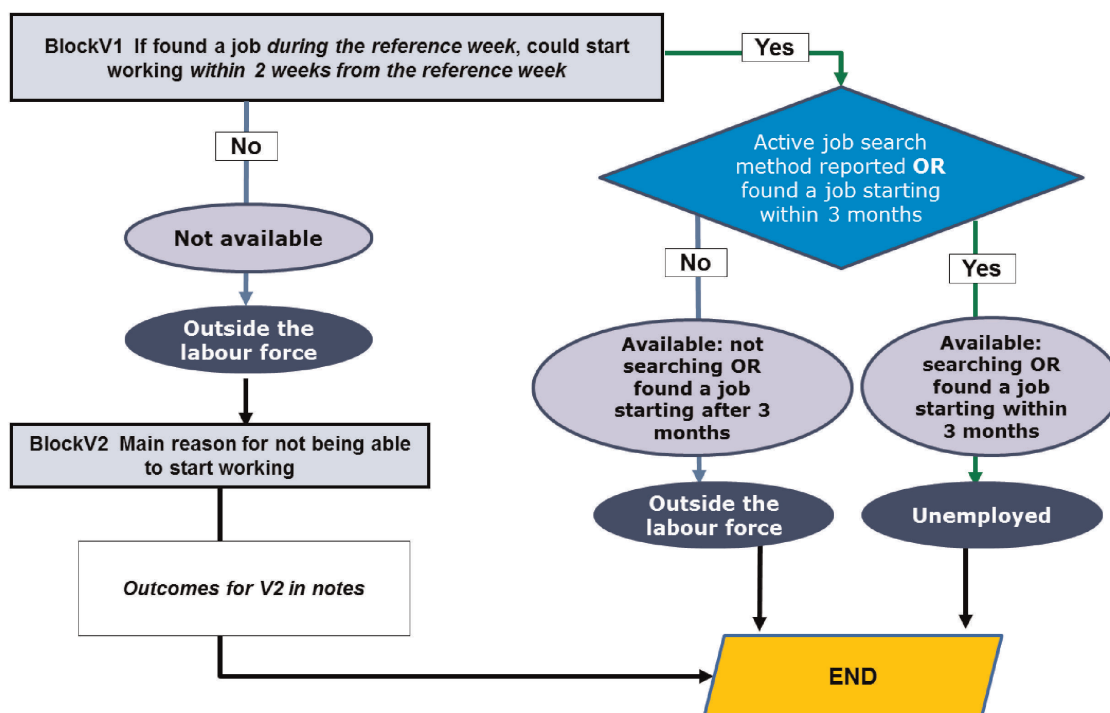 BlockV1 If found a job during the reference week, could start
working within 2 weeks from the reference week
Yes
No
Active job search
method reported OR
found a job starting
within 3 months
Not available
No
Yes
Outside the
labour force
Available: not
searching OR
found a job
starting after 3
months
Available:
searching OR
found a job
starting within
3 months
BlockV2 Main reason for not being able
to start working
Outside the
labour force
Unemployed
Outcomes for V2 in notes
END